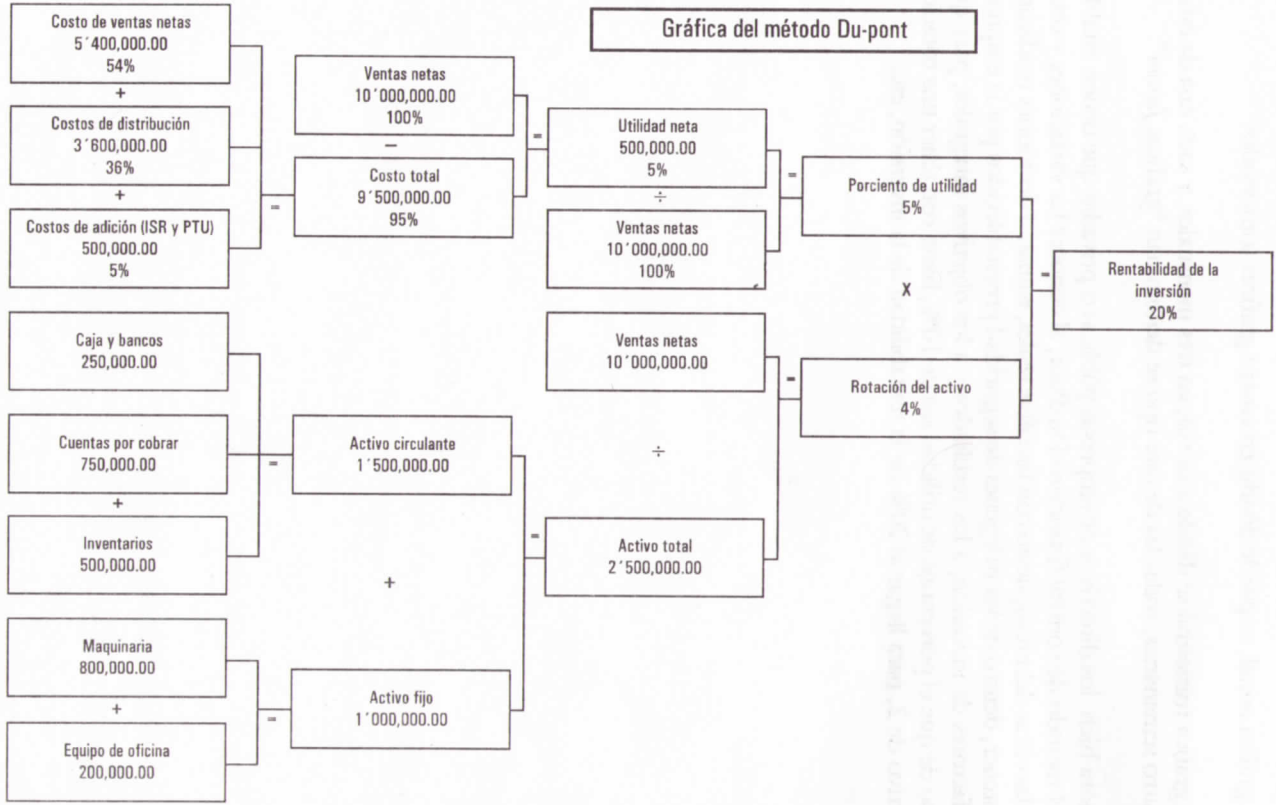 Gráfica del método Du-pont
Costo de ventas netas
5´400,000.00
54%
+
Costos de distribución
3´600,000.00
36%
+
Costos de adición (ISR y PTU)
500,000.00
5%
=
Ventas netas
10´000,000.00
100%
−
Costo total
9´500,000.00
95%
=
Utilidad neta
500,000.00
5%
÷
Ventas netas
10´000,000.00
100%
=
Porciento de utilidad
5%
X
=
Rentabilidad de la
inversión
20%
Caja y bancos
250,000.00
Cuentas por cobrar
750,000.00
+
Inventarios
500,000.00
=
Activo circulante
1´500,000.00
+
Maquinaria
800,000.00
+
Equipo de oficina
200,000.00
=
Activo fijo
1´000,000.00
=
Ventas netas
10´000,000.00
÷
Activo total
2´500,000.00
=
Rotación del activo
4%